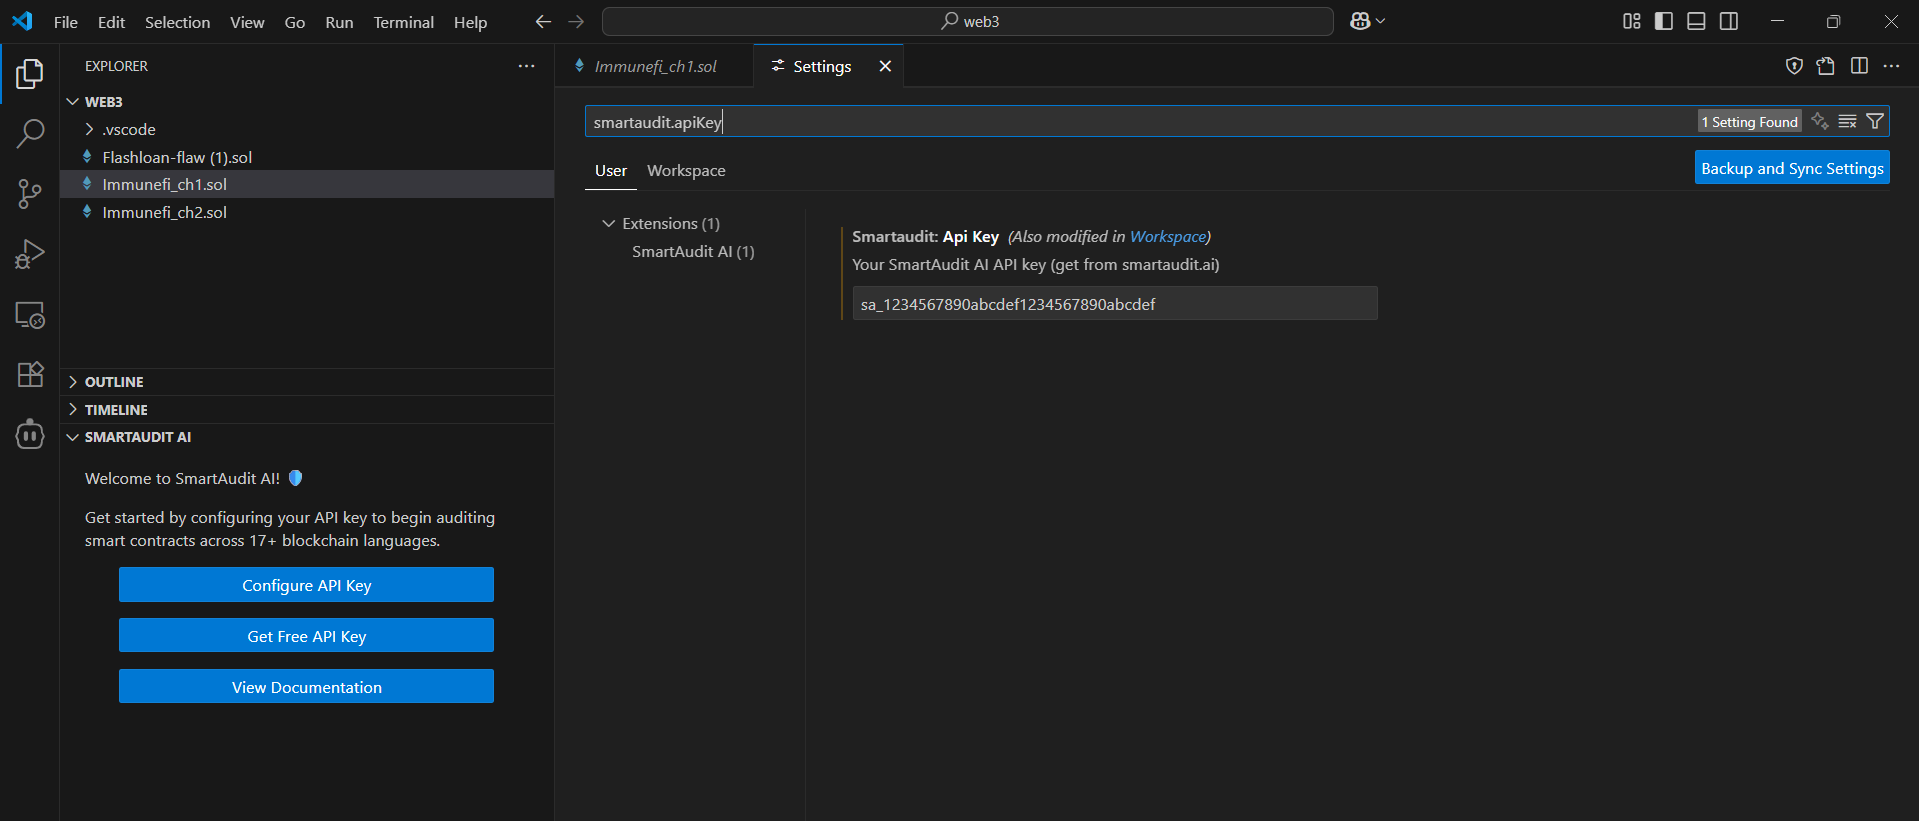 File Edit Selection View Go Run Terminal Help web3
EXPLORER
WEB3
.vscode
Flashloan-flaw (1).sol
Immunefi_ch1.sol
Immunefi_ch2.sol
OUTLINE
TIMELINE
SMARTAUDIT AI
Welcome to SmartAudit AI!
Get started by configuring your API key to begin auditing
smart contracts across 17+ blockchain languages.
Configure API Key
Get Free API Key
View Documentation
Immunefi_ch1.sol Settings
smartaudit.apiKey 1 Setting Found
User Workspace Backup and Sync Settings
Extensions (1)
SmartAudit AI (1)
Smartaudit: Api Key (Also modified in Workspace)
Your SmartAudit AI API key (get from smartaudit.ai)
sa_1234567890abcdef1234567890abcdef